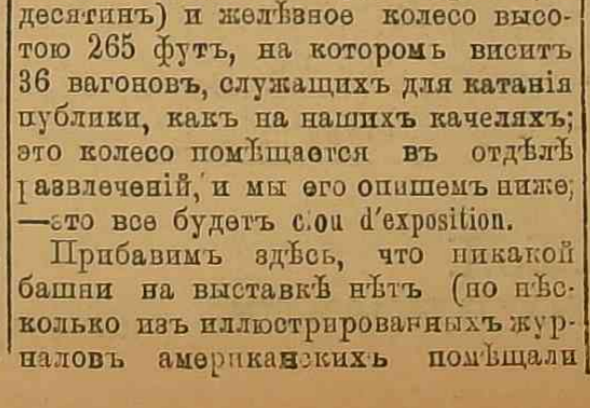 десятинъ) и желѣзное колесо высо-
тою 265 футъ, на которомъ виситъ
36 вагоновъ, служащихъ для катанія
публики, какъ на нашихъ качеляхъ;
это колесо помѣщается въ отдѣлѣ
развлеченій, и мы его опишемъ ниже;
—это все будетъ clou d'exposition.
Прибавимъ здѣсь, что никакой
башни на выставкѣ нѣтъ (но нѣс-
колько изъ иллюстрированныхъ жур-
наловъ американскихъ помѣщали